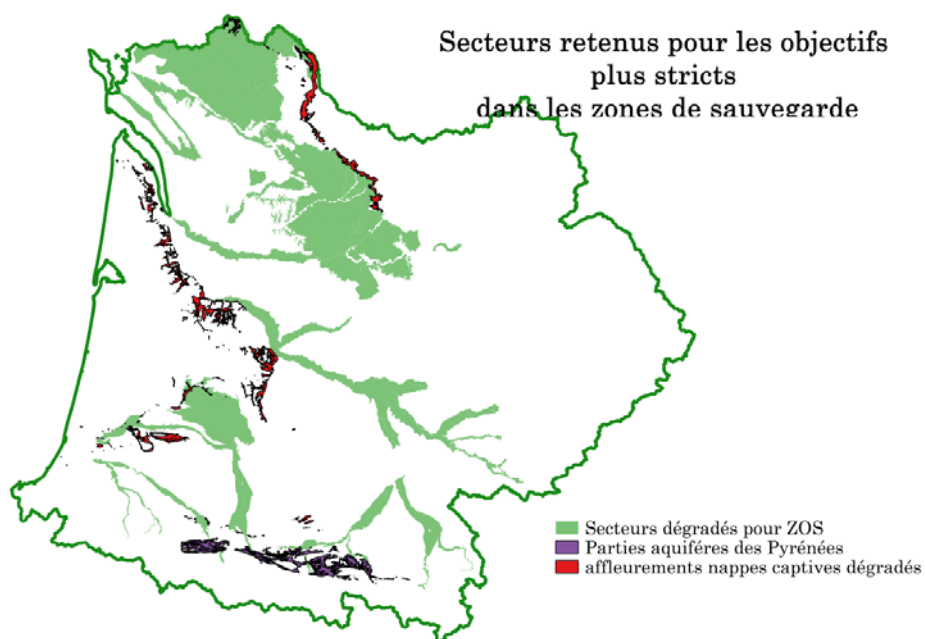 Secteurs retenus pour les objectifs
plus stricts
dans les zones de sauvegarde
Secteurs dégradés pour ZOS
Parties aquiféres des Pyrénées
affleurements nappes captives dégradés